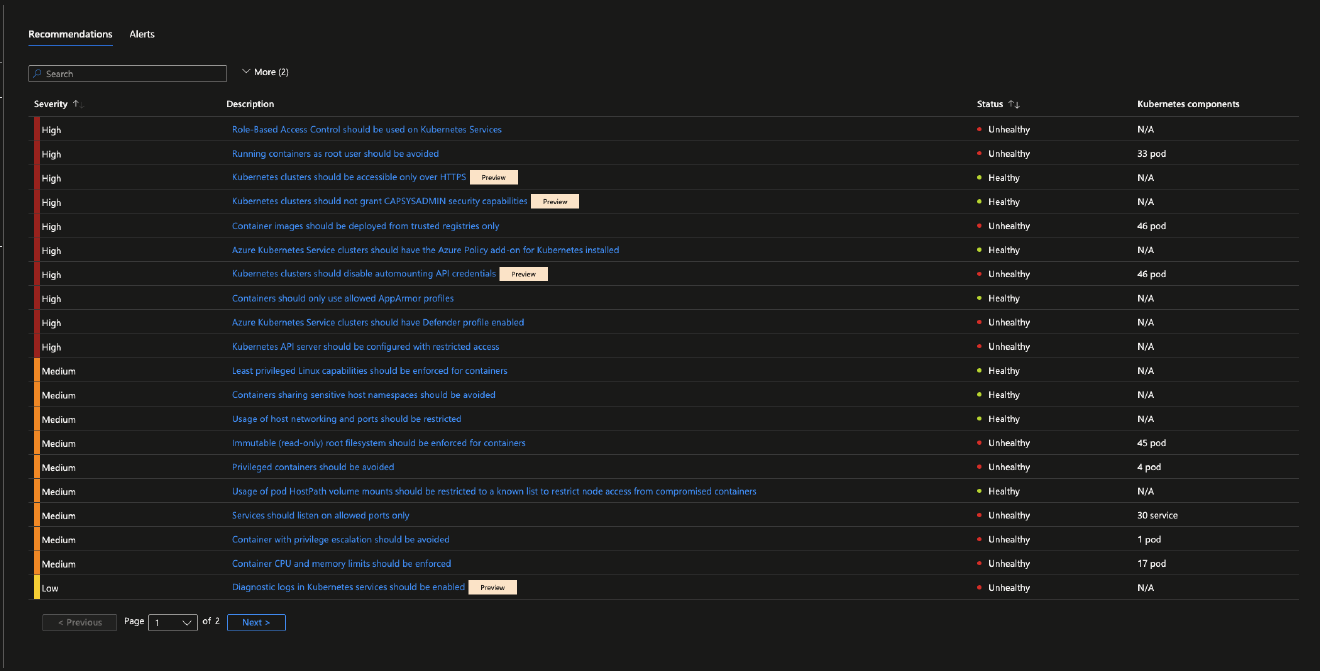 Recommendations Alerts
Search More (2)
Severity ↑↓ Description Status ↑↓ Kubernetes components
High Role-Based Access Control should be used on Kubernetes Services Unhealthy N/A
High Running containers as root user should be avoided Unhealthy 33 pod
High Kubernetes clusters should be accessible only over HTTPS Preview Healthy N/A
High Kubernetes clusters should not grant CAPSYSADMIN security capabilities Preview Healthy N/A
High Container images should be deployed from trusted registries only Unhealthy 46 pod
High Azure Kubernetes Service clusters should have the Azure Policy add-on for Kubernetes installed Healthy N/A
High Kubernetes clusters should disable automounting API credentials Preview Unhealthy 46 pod
High Containers should only use allowed AppArmor profiles Healthy N/A
High Azure Kubernetes Service clusters should have Defender profile enabled Unhealthy N/A
High Kubernetes API server should be configured with restricted access Unhealthy N/A
Medium Least privileged Linux capabilities should be enforced for containers Healthy N/A
Medium Containers sharing sensitive host namespaces should be avoided Healthy N/A
Medium Usage of host networking and ports should be restricted Healthy N/A
Medium Immutable (read-only) root filesystem should be enforced for containers Unhealthy 45 pod
Medium Privileged containers should be avoided Unhealthy 4 pod
Medium Usage of pod HostPath volume mounts should be restricted to a known list to restrict node access from compromised containers Healthy N/A
Medium Services should listen on allowed ports only Unhealthy 30 service
Medium Container with privilege escalation should be avoided Unhealthy 1 pod
Medium Container CPU and memory limits should be enforced Unhealthy 17 pod
Low Diagnostic logs in Kubernetes services should be enabled Preview Unhealthy N/A
< Previous Page 1 of 2 Next >